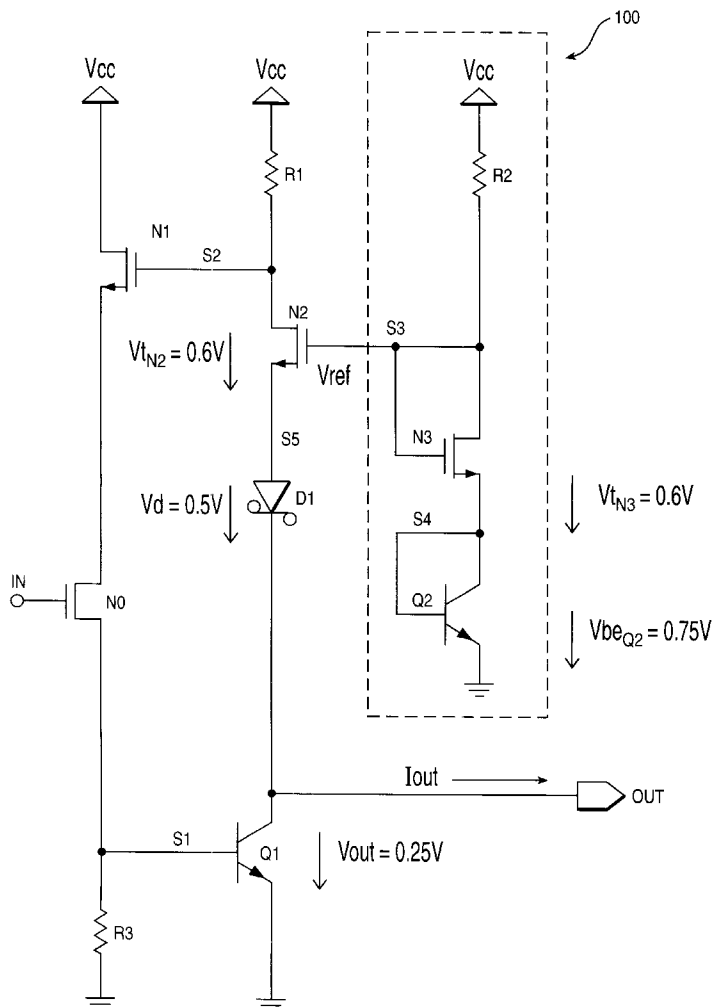 100
Vcc
Vcc
Vcc
R1
R2
N1
S2
N2
S3
Vt_N2 = 0.6V
Vref
N3
S5
Vt_N3 = 0.6V
Vd = 0.5V
D1
S4
IN
N0
Q2
Vbe_Q2 = 0.75V
Iout
OUT
S1
Q1
Vout = 0.25V
R3